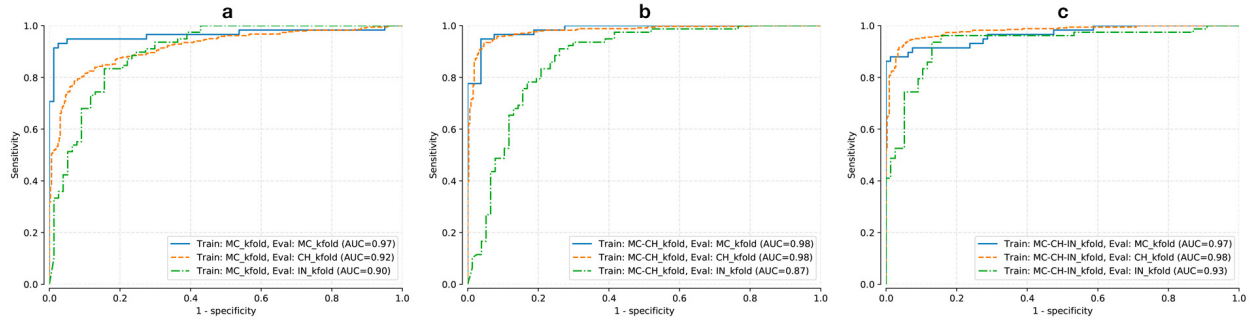 a
1.0
0.8
0.6
0.4
0.2
0.0
Sensitivity
0.0 0.2 0.4 0.6 0.8 1.0
1 - specificity
Train: MC_kfold, Eval: MC_kfold (AUC=0.97)
Train: MC_kfold, Eval: CH_kfold (AUC=0.92)
Train: MC_kfold, Eval: IN_kfold (AUC=0.90)
b
1.0
0.8
0.6
0.4
0.2
0.0
Sensitivity
0.0 0.2 0.4 0.6 0.8 1.0
1 - specificity
Train: MC-CH_kfold, Eval: MC_kfold (AUC=0.98)
Train: MC-CH_kfold, Eval: CH_kfold (AUC=0.98)
Train: MC-CH_kfold, Eval: IN_kfold (AUC=0.87)
c
1.0
0.8
0.6
0.4
0.2
0.0
Sensitivity
0.0 0.2 0.4 0.6 0.8 1.0
1 - specificity
Train: MC-CH-IN_kfold, Eval: MC_kfold (AUC=0.97)
Train: MC-CH-IN_kfold, Eval: CH_kfold (AUC=0.98)
Train: MC-CH-IN_kfold, Eval: IN_kfold (AUC=0.93)